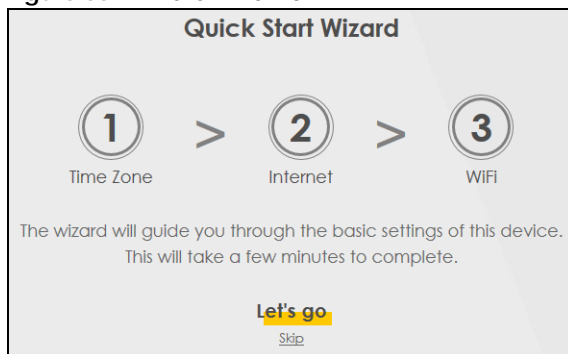 Quick Start Wizard
1 > 2 > 3
Time Zone Internet WiFi
The wizard will guide you through the basic settings of this device.
This will take a few minutes to complete.
Let's go
Skip